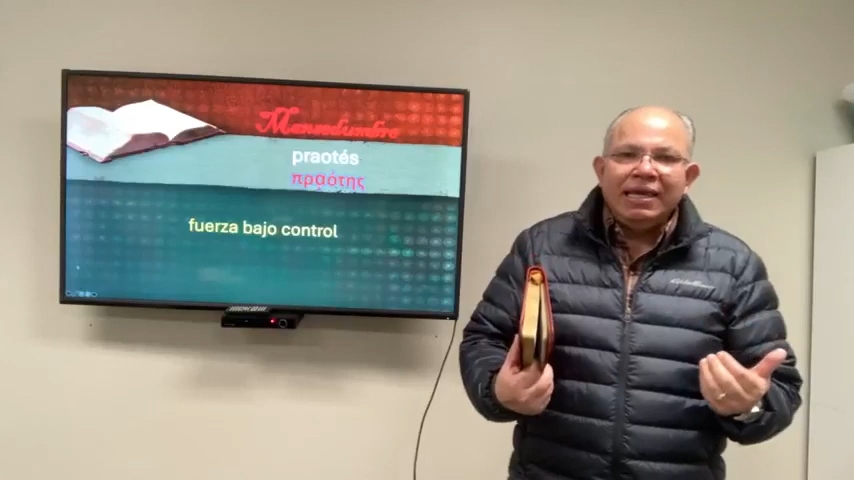 Mansedumbre
praotés
πραότης
fuerza bajo control